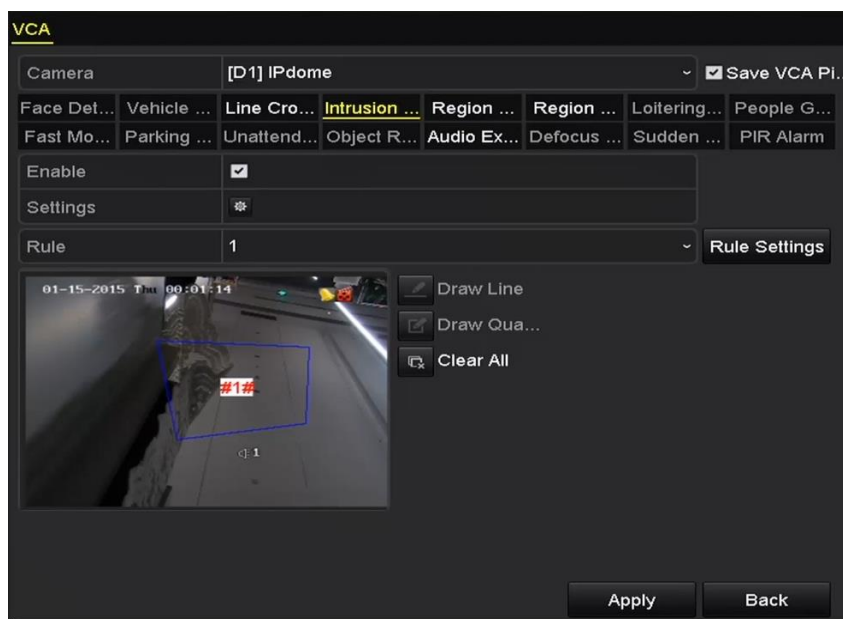 VCA
Camera [D1] IPdome Save VCA Pi..
Face Det... Vehicle ... Line Cro... Intrusion ... Region ... Region ... Loitering... People G...
Fast Mo... Parking ... Unattend... Object R... Audio Ex... Defocus ... Sudden ... PIR Alarm
Enable
Settings
Rule 1 Rule Settings
01-15-2015 Thu 00:01:14
Draw Line
Draw Qua...
Clear All
#1#
1
Apply Back